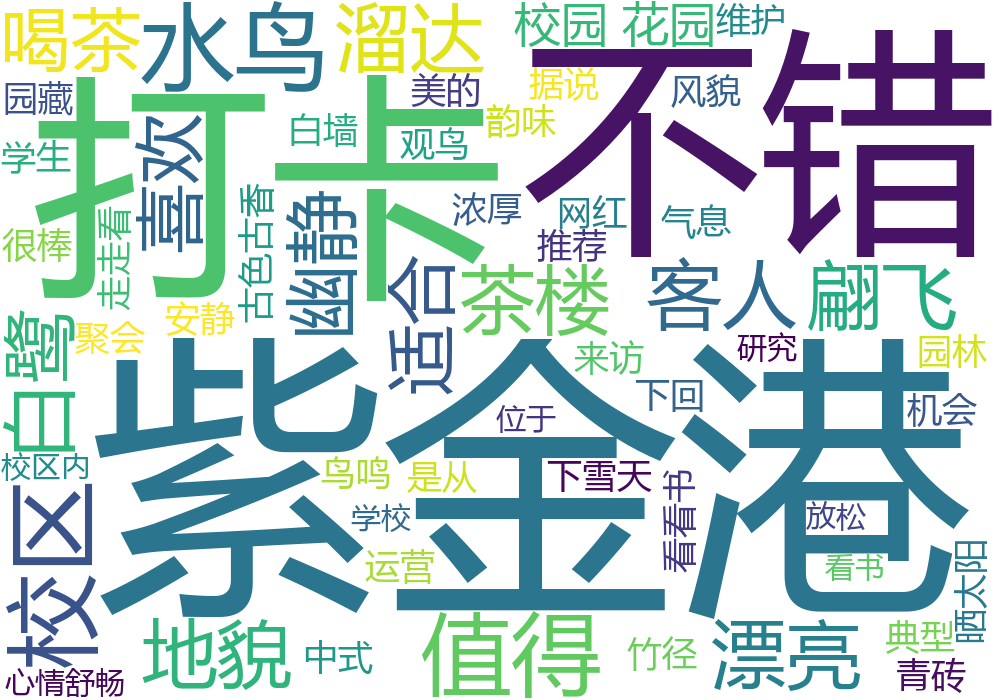 喝茶
水鸟
溜达
校园
花园
维护
园藏
打卡
美的
据说
风貌
不错
学生
喜欢
白墙
观鸟
韵味
很棒
走走看
古色古香
幽静
浓厚
网红
气息
推荐
适合
茶楼
客人
翩飞
白鹭
聚会
安静
来访
研究
园林
紫金港
位于
下回
机会
校区内
鸟鸣
是从
下雪天
看看书
学校
放松
校区
运营
看书
晒太阳
地貌
中式
值得
竹径
漂亮
典型
心情舒畅
青砖